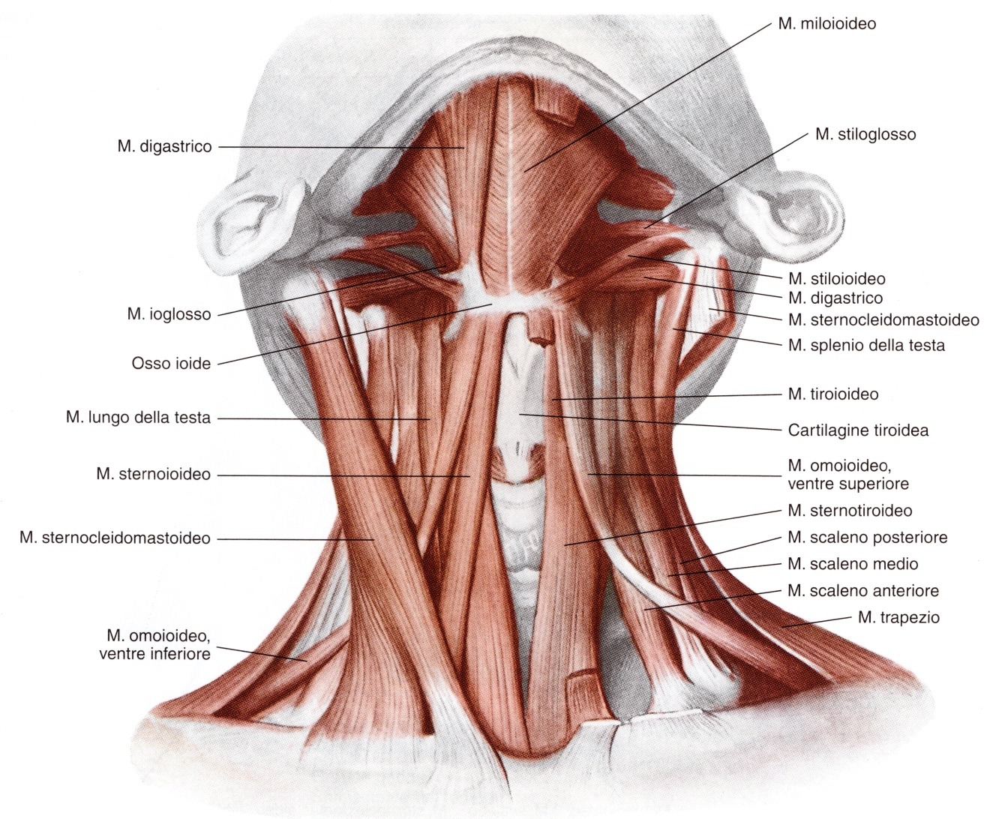 M. miloioideo
M. stiloglosso
M. digastrico
M. stiloioideo
M. digastrico
M. ioglosso
M. sternocleidomastoideo
M. splenio della testa
Osso ioide
M. tiroioideo
M. lungo della testa
Cartilagine tiroidea
M. sternoioideo
M. omoioideo,
ventre superiore
M. sternotiroideo
M. sternocleidomastoideo
M. scaleno posteriore
M. scaleno medio
M. scaleno anteriore
M. trapezio
M. omoioideo,
ventre inferiore